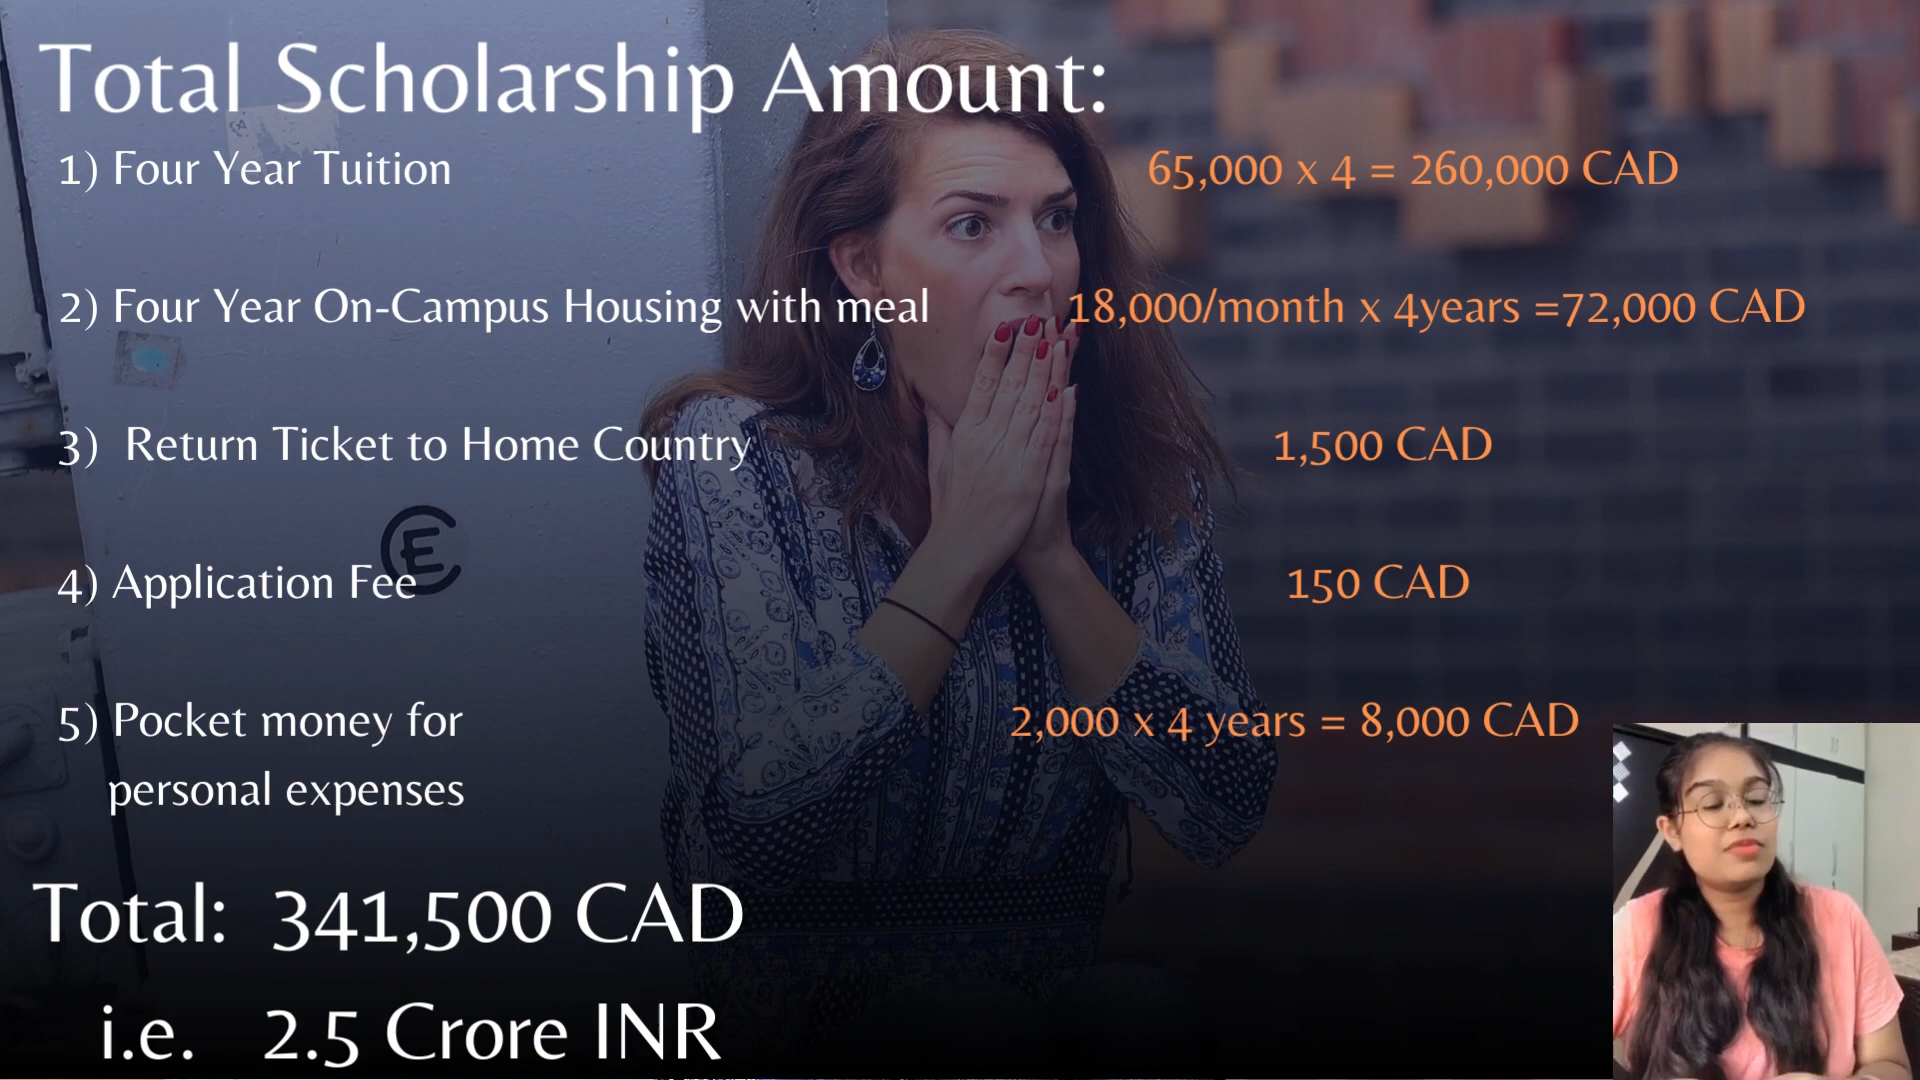 Total Scholarship Amount:
1) Four Year Tuition 65,000 x 4 = 260,000 CAD
2) Four Year On-Campus Housing with meal 18,000/month x 4years =72,000 CAD
3) Return Ticket to Home Country 1,500 CAD
4) Application Fee 150 CAD
5) Pocket money for 2,000 x 4 years = 8,000 CAD
personal expenses
Total: 341,500 CAD
i.e. 2.5 Crore INR